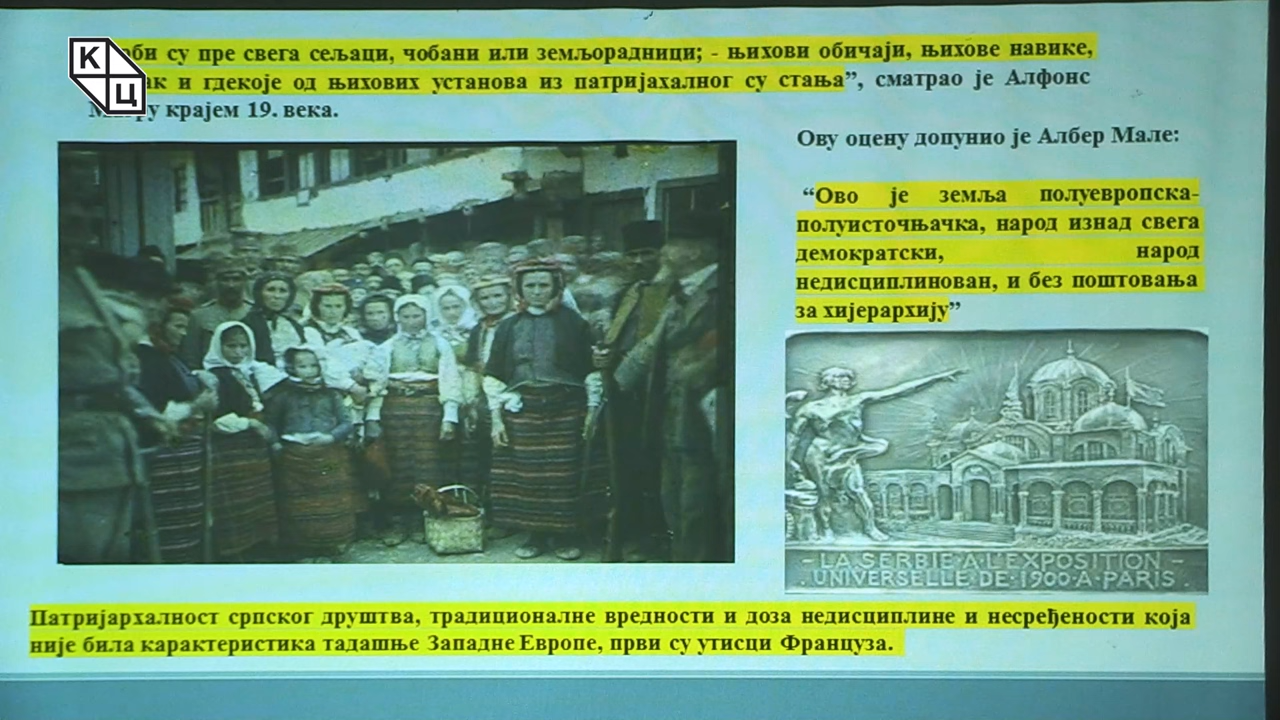 К
Ц
су пре свега сељаци, чобани или земљорадници; - њихови обичаји, њихове навике,
и гдекоје од њихових установа из патријахалног су стања”, сматрао је Алфонс
крајем 19. века.
Ову оцену допунио је Албер Мале:
“Ово је земља полуевропска-
полуисточњачка, народ изнад свега
демократски, народ
недисциплинован, и без поштовања
за хијерархију”
- LA SERBIE A L'EXPOSITION -
. UNIVERSELLE · DE · 1900 · A · PARIS .
Патријархалност српског друштва, традиционалне вредности и доза недисциплине и несређености која
није била карактеристика тадашње Западне Европе, први су утисци Француза.